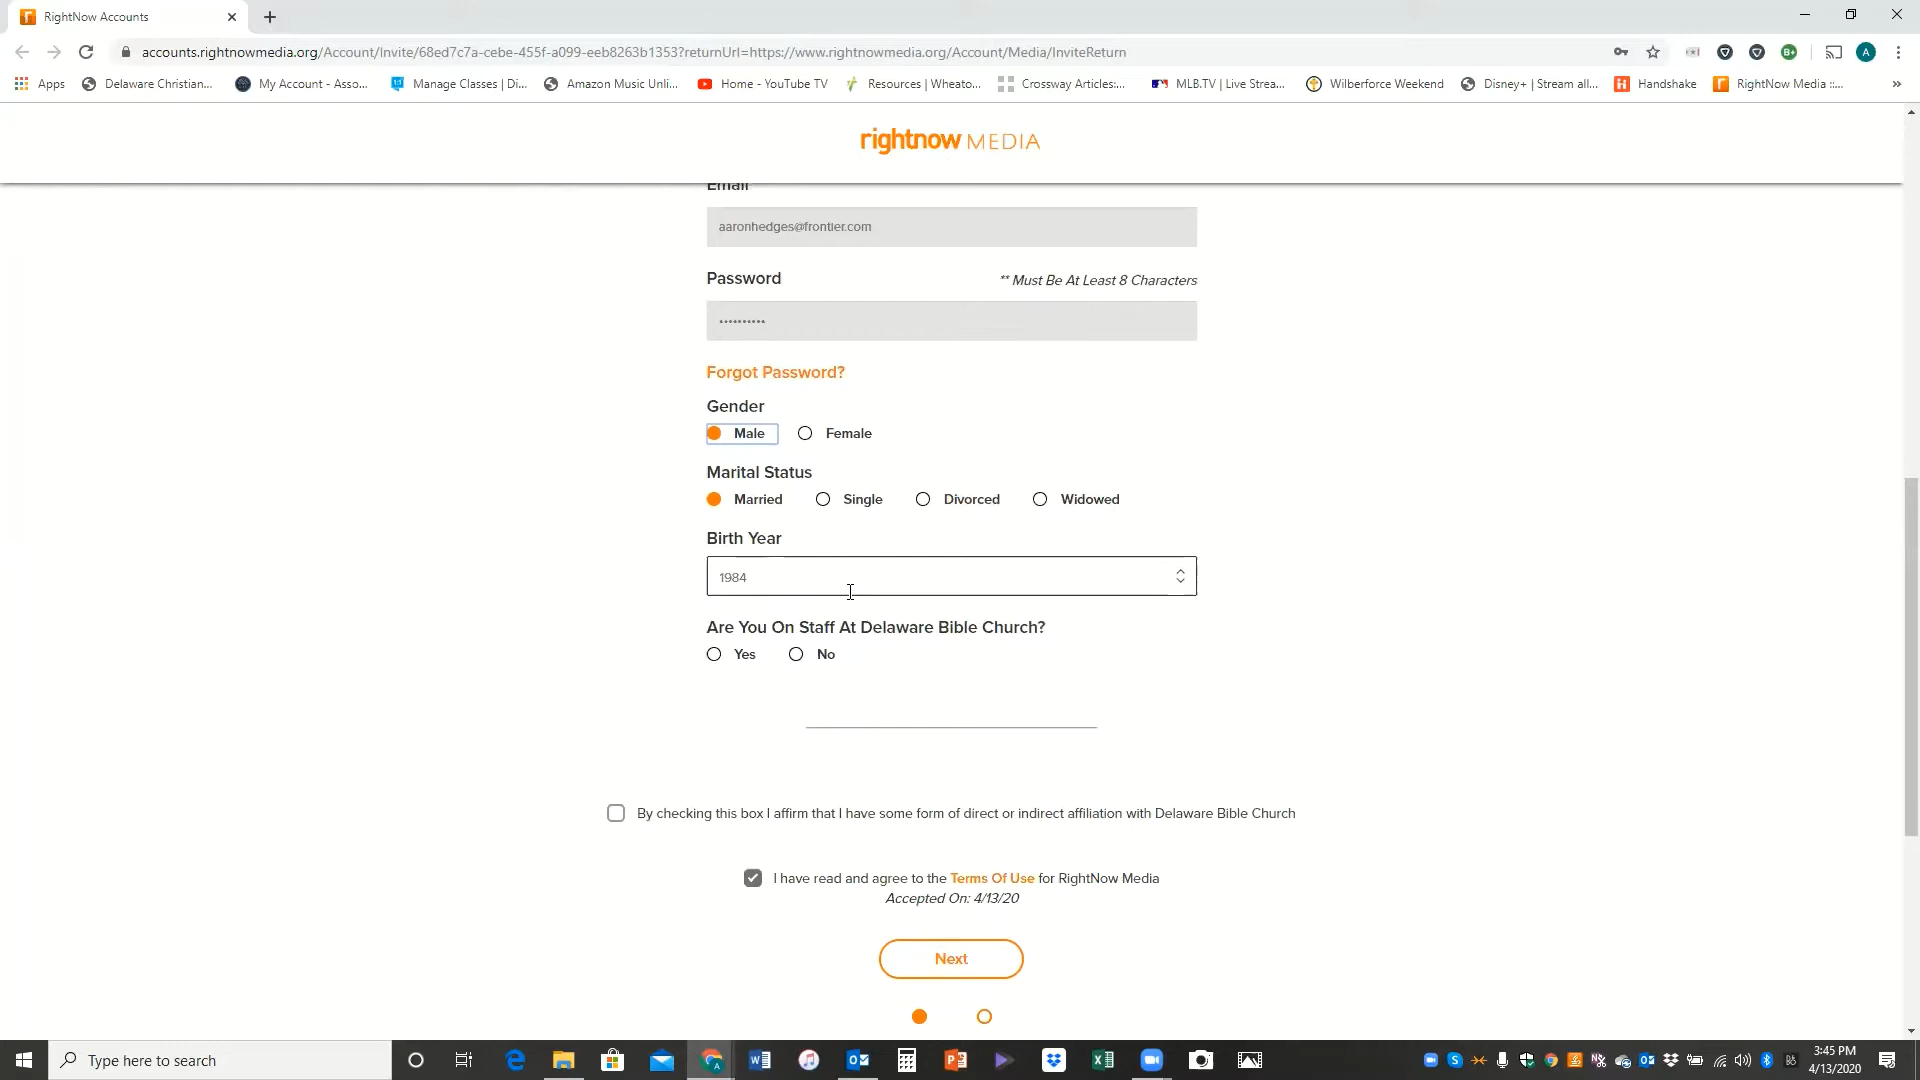 RightNow Accounts
accounts.rightnowmedia.org/Account/Invite/68ed7c7a-cebe-455f-a099-eeb8263b1353?returnUrl=https://www.rightnowmedia.org/Account/Media/InviteReturn
Apps Delaware Christian... My Account - Asso... Manage Classes | Di... Amazon Music Unli... Home - YouTube TV Resources | Wheato... Crossway Articles:... MLB.TV | Live Strea... Wilberforce Weekend Disney+ | Stream all... Handshake RightNow Media ::... »
rightnow MEDIA
Email
aaronhedges@frontier.com
Password ** Must Be At Least 8 Characters
••••••••••
Forgot Password?
Gender
Male Female
Marital Status
Married Single Divorced Widowed
Birth Year
1984
Are You On Staff At Delaware Bible Church?
Yes No
By checking this box I affirm that I have some form of direct or indirect affiliation with Delaware Bible Church
I have read and agree to the Terms Of Use for RightNow Media
Accepted On: 4/13/20
Next
Type here to search
3:45 PM
4/13/2020